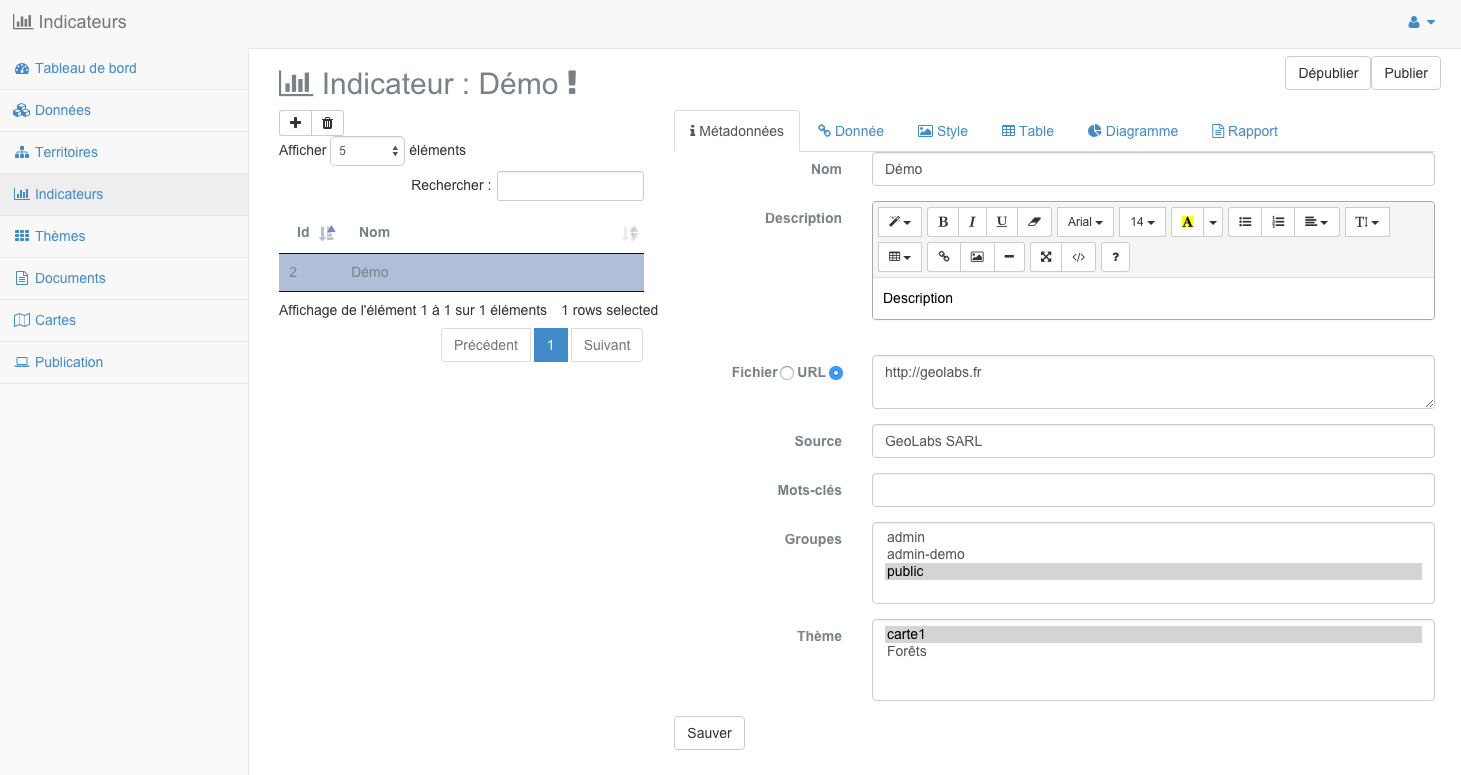 Indicateurs
Tableau de bord
Données
Territoires
Indicateurs
Thèmes
Documents
Cartes
Publication
Indicateur : Démo !
Dépublier Publier
Afficher 5 éléments
Rechercher :
Id Nom
2 Démo
Affichage de l'élément 1 à 1 sur 1 éléments 1 rows selected
Précédent 1 Suivant
Métadonnées Donnée Style Table Diagramme Rapport
Nom Démo
Description
B I U Arial 14 A T
</> ?
Description
Fichier URL http://geolabs.fr
Source GeoLabs SARL
Mots-clés
Groupes
admin
admin-demo
public
Thème
carte1
Forêts
Sauver